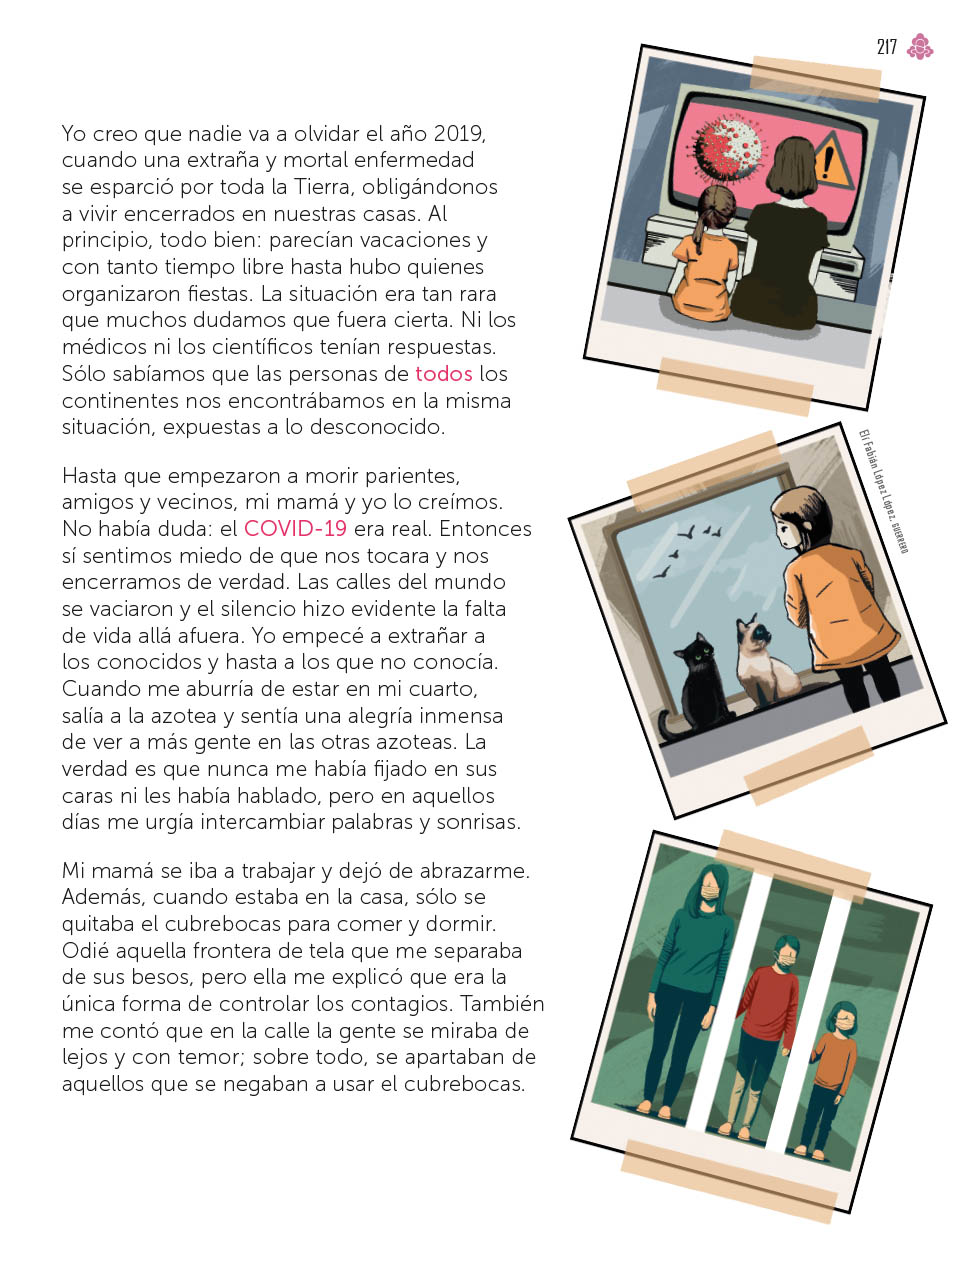 217
Yo creo que nadie va a olvidar el año 2019,
cuando una extraña y mortal enfermedad
se esparció por toda la Tierra, obligándonos
a vivir encerrados en nuestras casas. Al
principio, todo bien: parecían vacaciones y
con tanto tiempo libre hasta hubo quienes
organizaron fiestas. La situación era tan rara
que muchos dudamos que fuera cierta. Ni los
médicos ni los científicos tenían respuestas.
Sólo sabíamos que las personas de todos los
continentes nos encontrábamos en la misma
situación, expuestas a lo desconocido.
Hasta que empezaron a morir parientes,
amigos y vecinos, mi mamá y yo lo creímos.
No había duda: el COVID-19 era real. Entonces
sí sentimos miedo de que nos tocara y nos
encerramos de verdad. Las calles del mundo
se vaciaron y el silencio hizo evidente la falta
de vida allá afuera. Yo empecé a extrañar a
los conocidos y hasta a los que no conocía.
Cuando me aburría de estar en mi cuarto,
salía a la azotea y sentía una alegría inmensa
de ver a más gente en las otras azoteas. La
verdad es que nunca me había fijado en sus
caras ni les había hablado, pero en aquellos
días me urgía intercambiar palabras y sonrisas.
Mi mamá se iba a trabajar y dejó de abrazarme.
Además, cuando estaba en la casa, sólo se
quitaba el cubrebocas para comer y dormir.
Odié aquella frontera de tela que me separaba
de sus besos, pero ella me explicó que era la
única forma de controlar los contagios. También
me contó que en la calle la gente se miraba de
lejos y con temor; sobre todo, se apartaban de
aquellos que se negaban a usar el cubrebocas.
Elí Fabián López López, GUERRERO